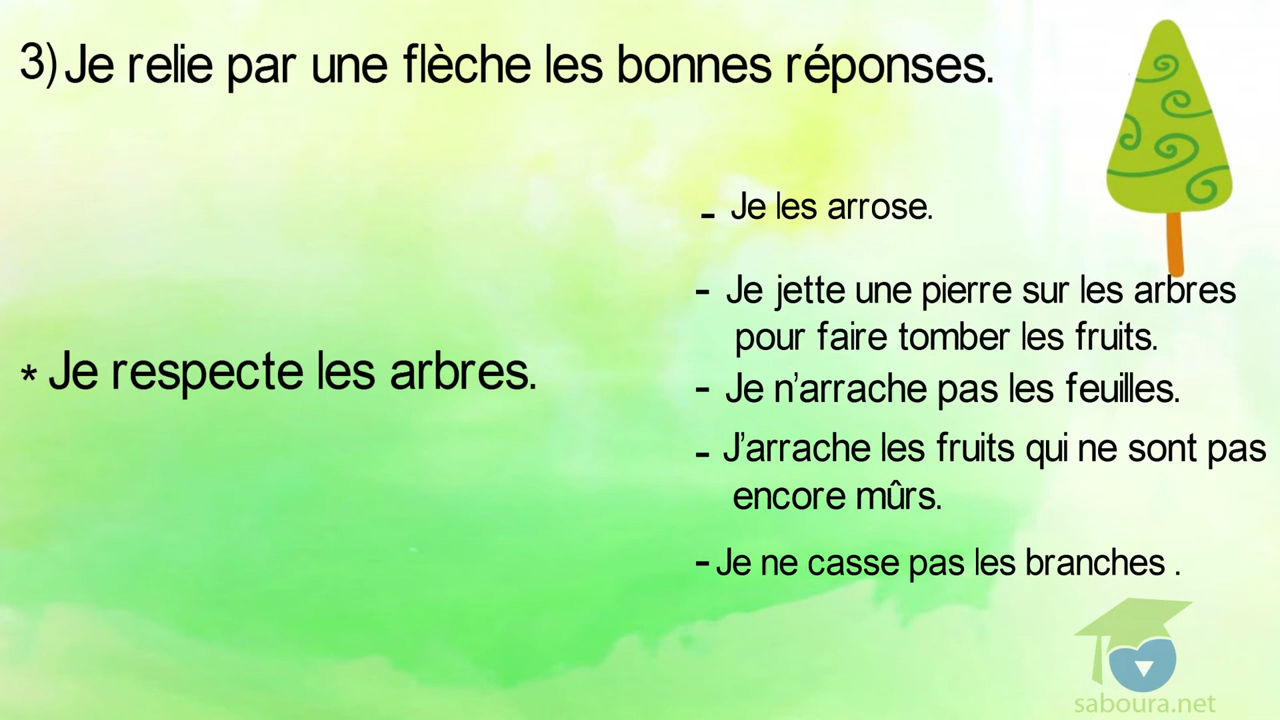 3) Je relie par une flèche les bonnes réponses.
- Je les arrose.
- Je jette une pierre sur les arbres
pour faire tomber les fruits.
* Je respecte les arbres.
- Je n'arrache pas les feuilles.
- J'arrache les fruits qui ne sont pas
encore mûrs.
- Je ne casse pas les branches .
saboura.net